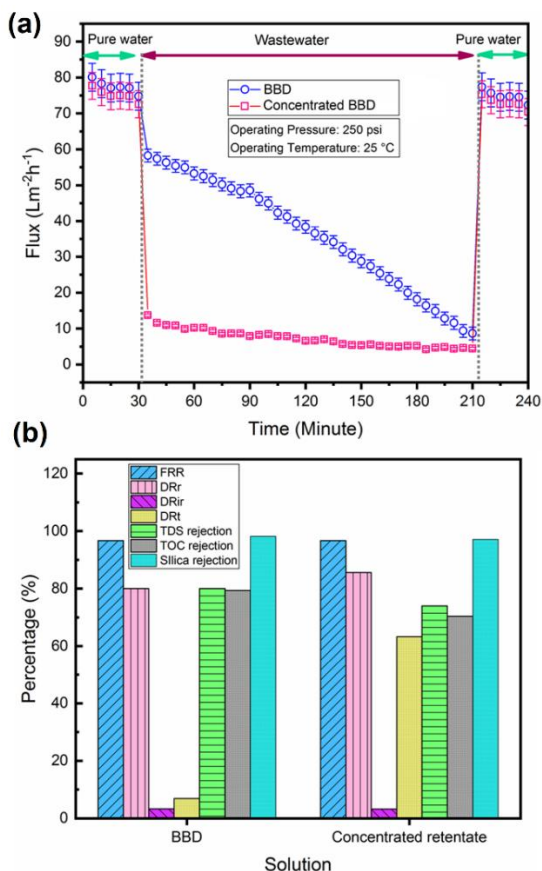 (a)
Pure water
Wastewater
Pure water
90
80
70
60
50
40
30
20
10
0
Flux (Lm⁻²h⁻¹)
BBD
Concentrated BBD
Operating Pressure: 250 psi
Operating Temperature: 25 °C
0 30 60 90 120 150 180 210 240
Time (Minute)
(b)
120
100
80
60
40
20
0
Percentage (%)
FRR
DRr
DRir
DRt
TDS rejection
TOC rejection
SIlica rejection
BBD
Concentrated retentate
Solution